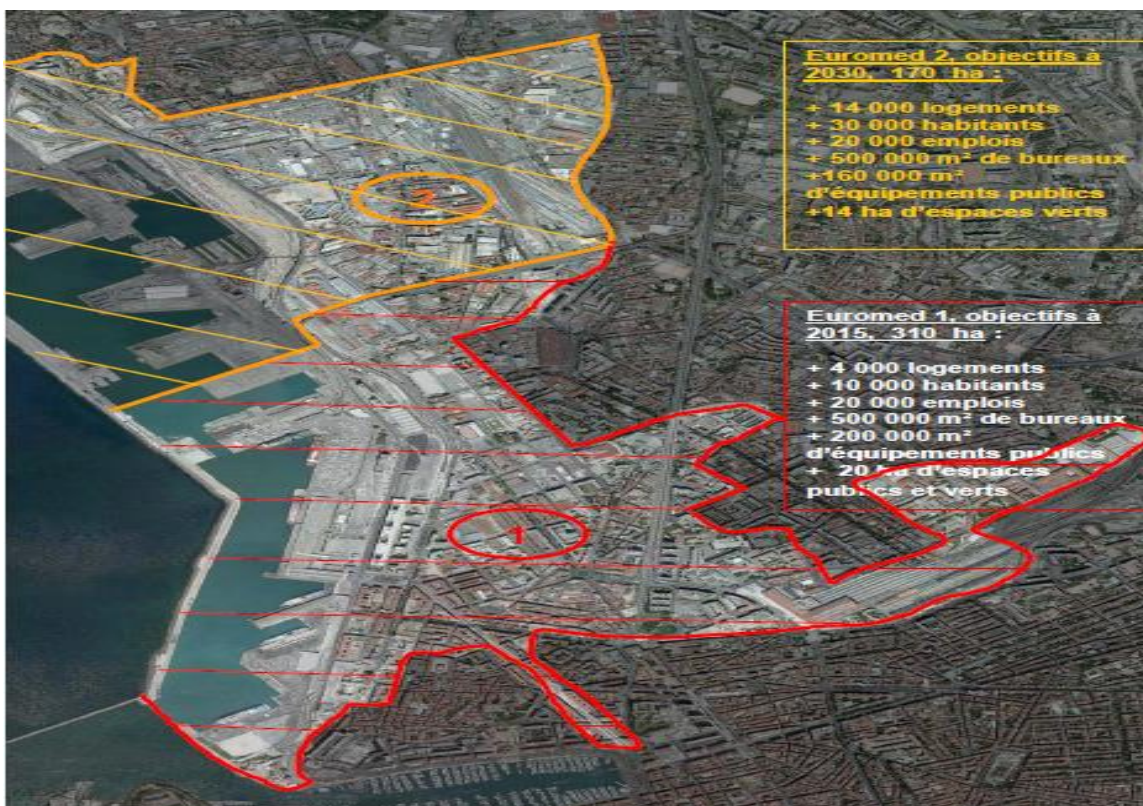 Euromed 2, objectifs à
2030, 170 ha :
+ 14 000 logements
+ 30 000 habitants
+ 20 000 emplois
+ 500 000 m² de bureaux
+160 000 m²
d'équipements publics
+14 ha d'espaces verts
2
Euromed 1, objectifs à
2015, 310 ha :
+ 4 000 logements
+ 10 000 habitants
+ 20 000 emplois
+ 500 000 m² de bureaux
+ 200 000 m²
d'équipements publics
+ 20 ha d'espaces
publics et verts
1